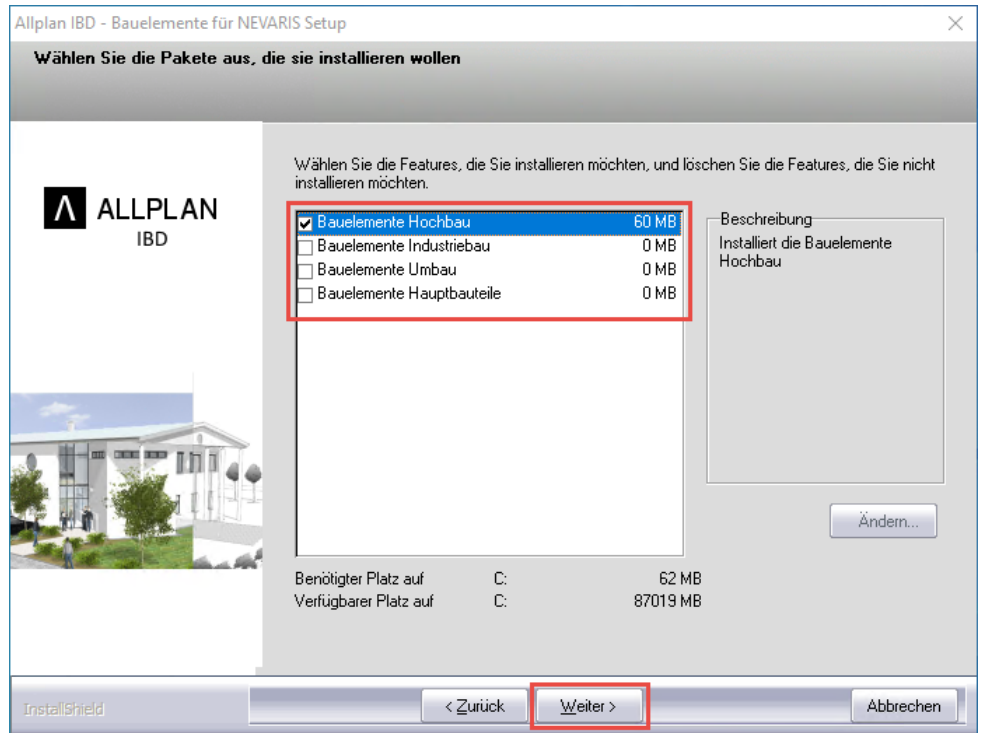 Allplan IBD - Bauelemente für NEVARIS Setup
Wählen Sie die Pakete aus, die sie installieren wollen
ALLPLAN
IBD
Wählen Sie die Features, die Sie installieren möchten, und löschen Sie die Features, die Sie nicht
installieren möchten.
Bauelemente Hochbau 60 MB
Bauelemente Industriebau 0 MB
Bauelemente Umbau 0 MB
Bauelemente Hauptbauteile 0 MB
Beschreibung
Installiert die Bauelemente
Hochbau
Ändern...
Benötigter Platz auf C: 62 MB
Verfügbarer Platz auf C: 87019 MB
InstallShield
< Zurück
Weiter >
Abbrechen